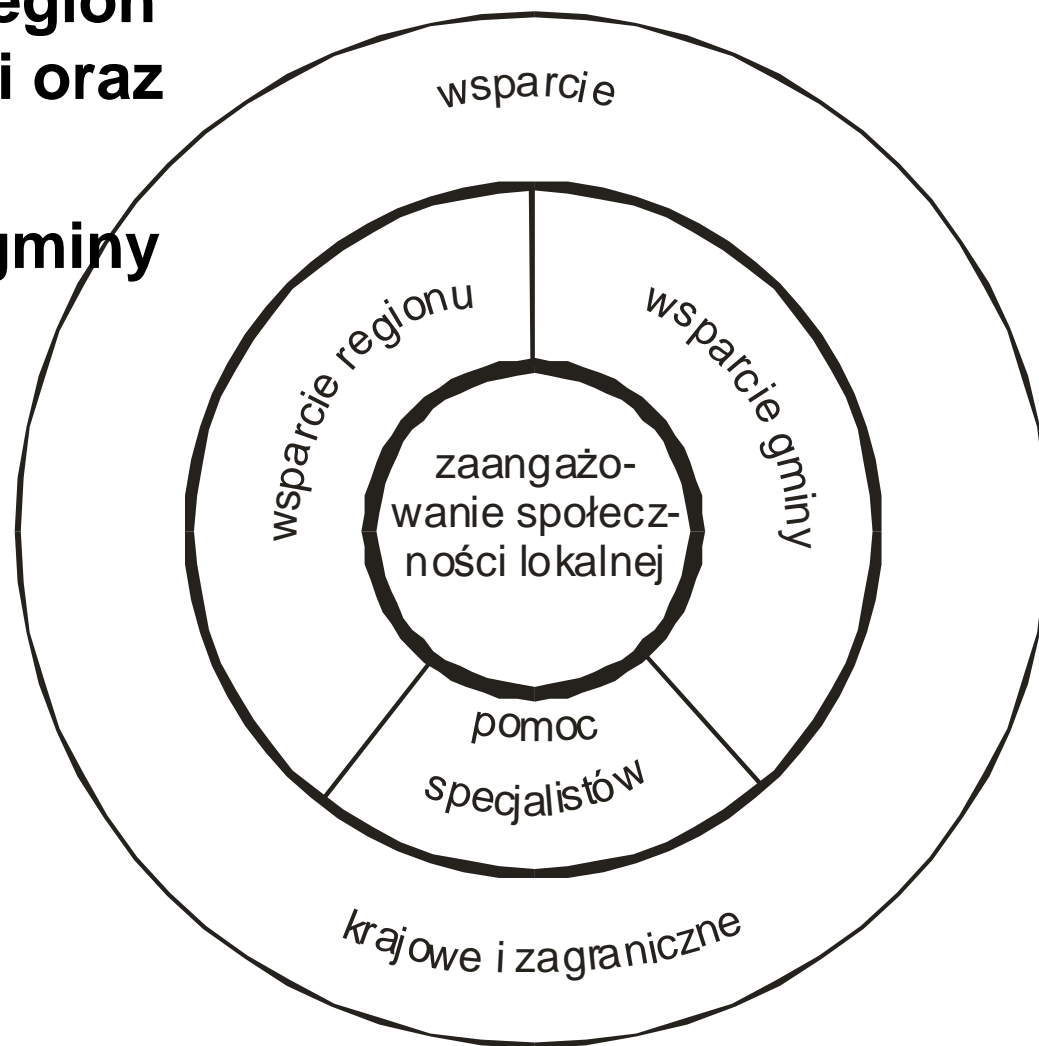 egion
i oraz
gminy
wsparcie
wsparcie regionu
wsparcie gminy
zaangażo-
wanie społecz-
ności lokalnej
pomoc
specjalistów
krajowe i zagraniczne